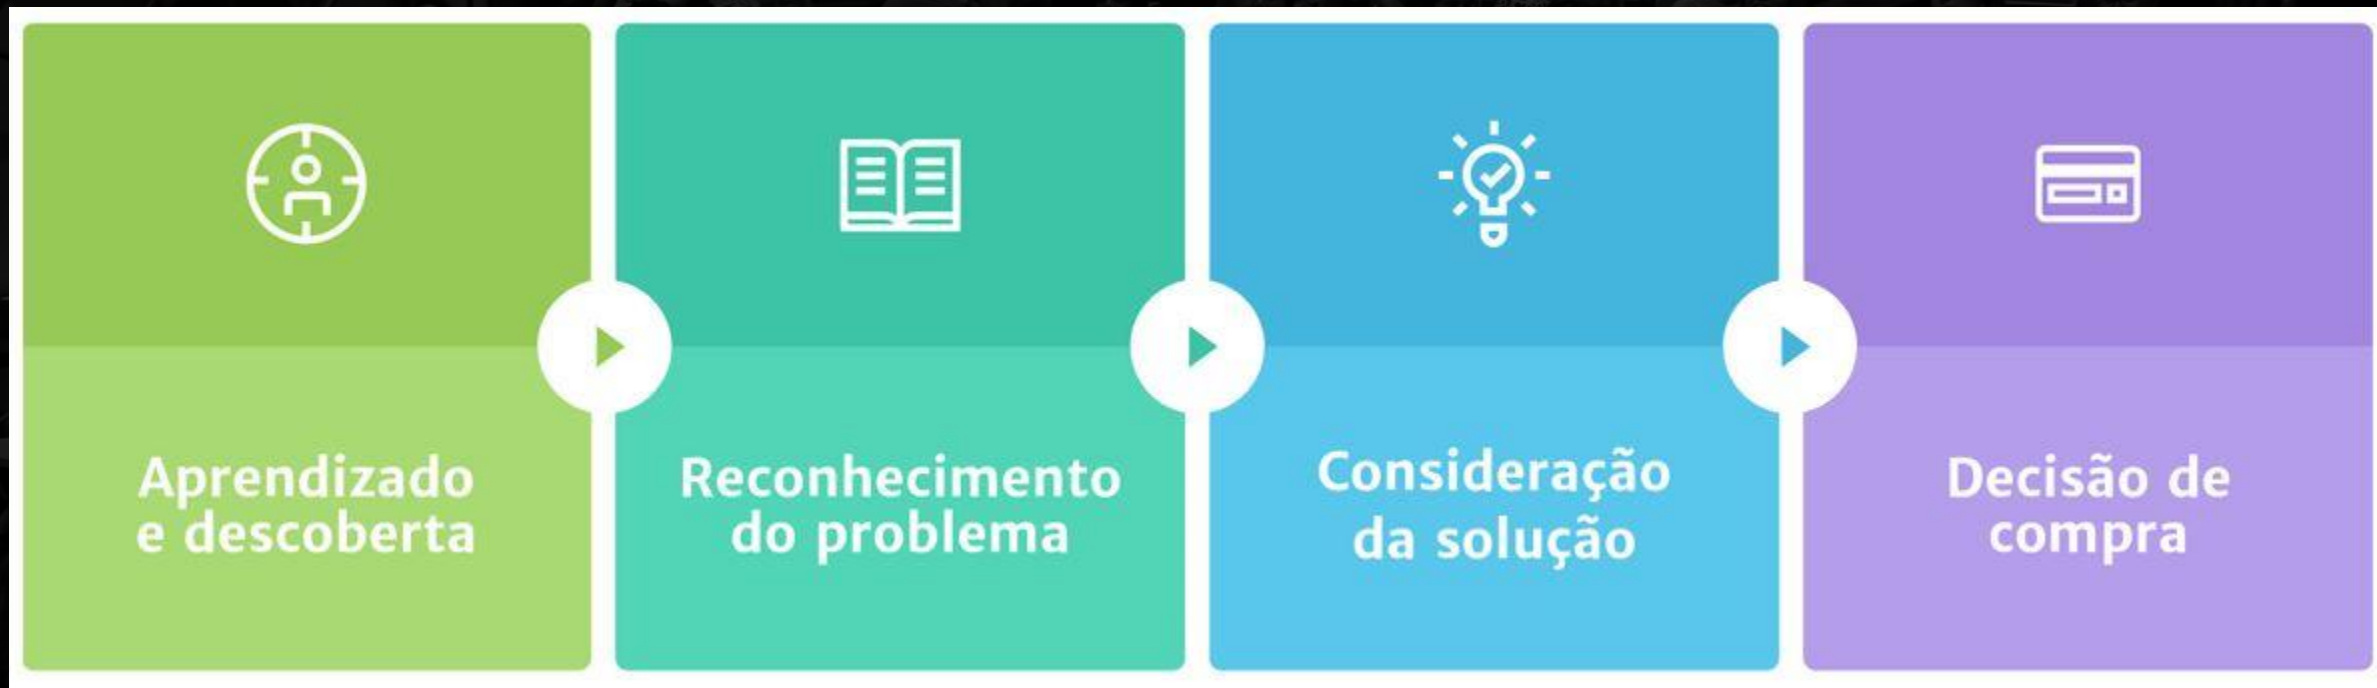 Aprendizado
e descoberta
Reconhecimento
do problema
Consideração
da solução
Decisão de
compra